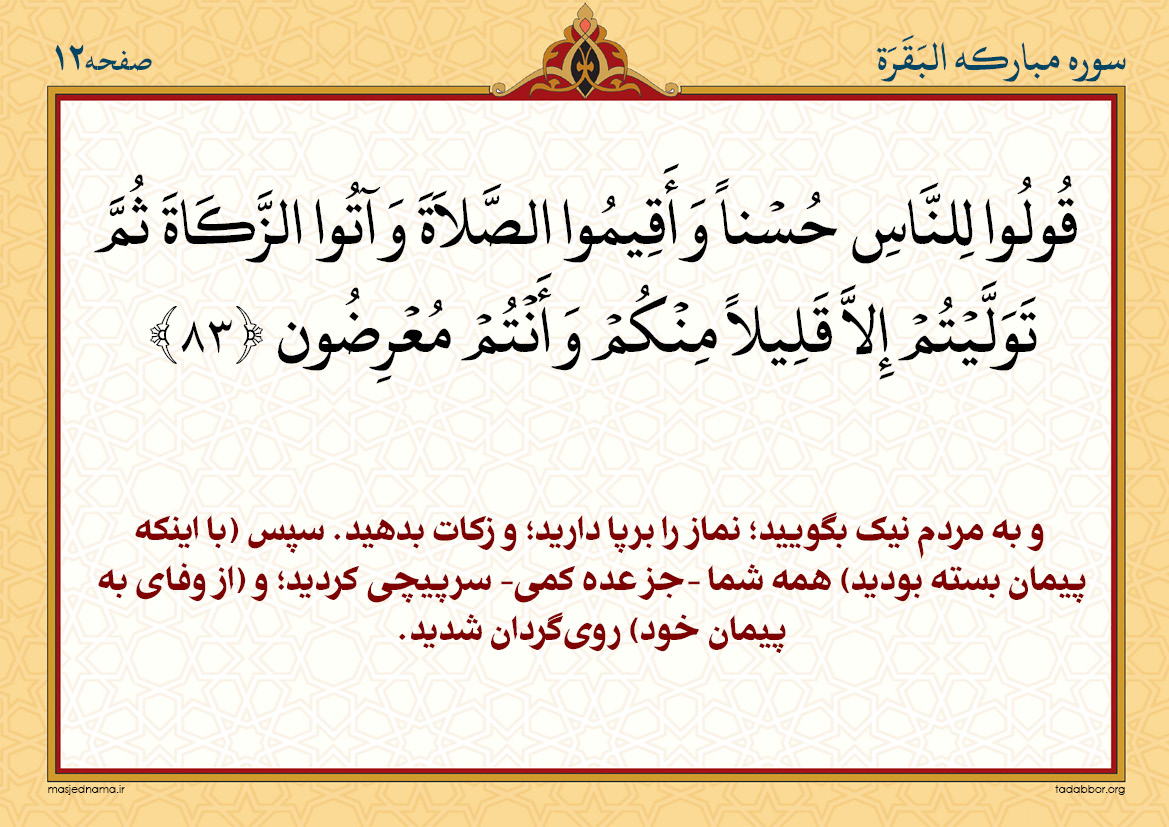 سوره مبارکه البَقَرَة
صفحه۱۲
قُولُوا لِلنَّاسِ حُسْناً وَ أَقِيمُوا الصَّلاَةَ وَ آتُوا الزَّكَاةَ ثُمَّ
تَوَلَّيْتُمْ إِلاَّ قَلِيلاً مِنْكُمْ وَ أَنْتُمْ مُعْرِضُون ﴿۸۳﴾
و به مردم نیک بگویید؛ نماز را برپا دارید؛ و زکات بدهید. سپس (با اینکه
پیمان بسته بودید) همه شما -جز عده کمی- سرپیچی کردید؛ و (از وفای به
پیمان خود) روی‌گردان شدید.
masjednama.ir
tadabbor.org